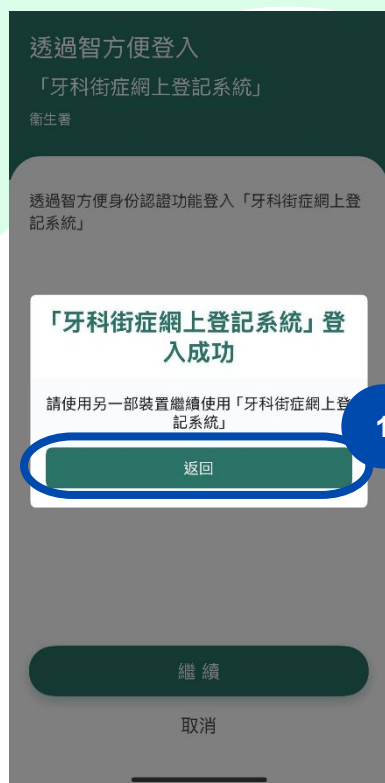 透過智方便登入
「牙科街症網上登記系統」
衞生署
透過智方便身份認證功能登入「牙科街症網上登
記系統」
「牙科街症網上登記系統」登
入成功
請使用另一部裝置繼續使用「牙科街症網上登
記系統」
1
返回
繼續
取消